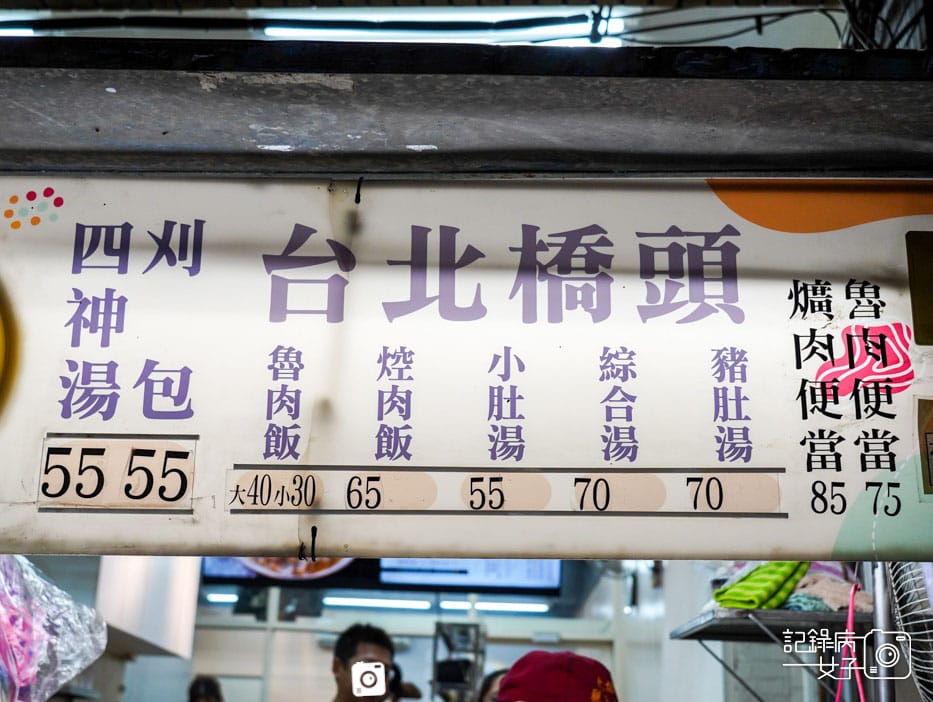 台北橋頭
四神湯
55
刈包
55
魯肉飯
大40小30
焢肉飯
65
小肚湯
55
綜合湯
70
豬肚湯
70
爌肉便當
85
魯肉便當
75
記錄病
女子